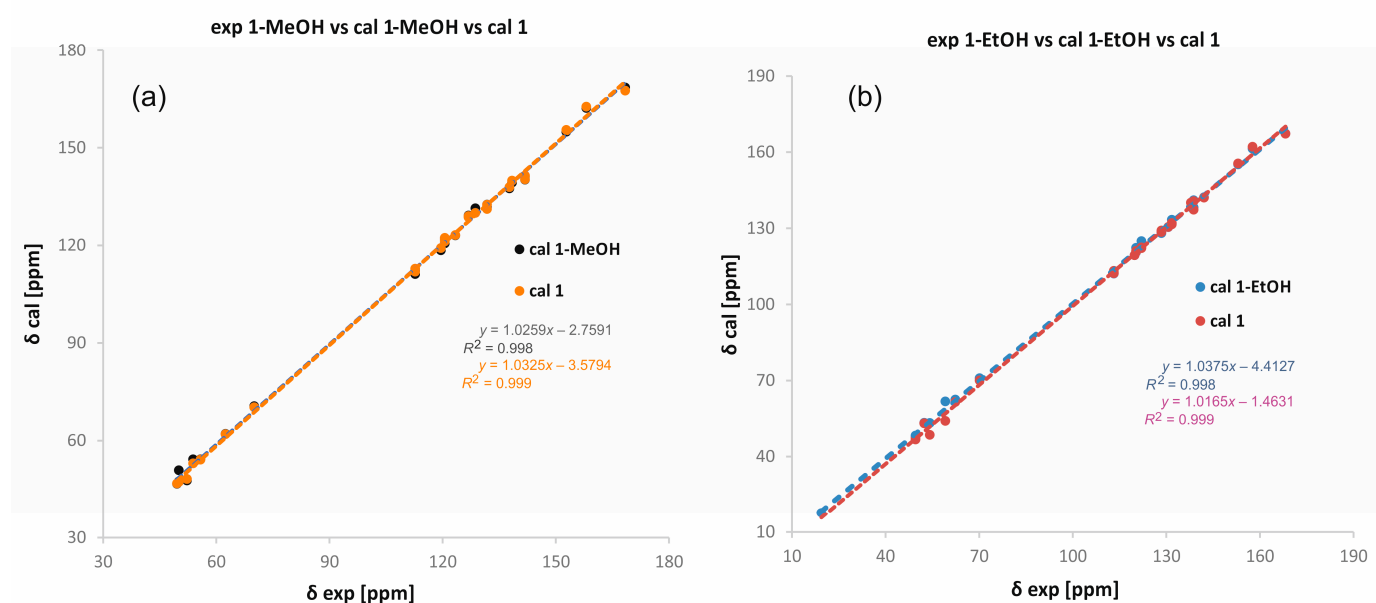 exp 1-MeOH vs cal 1-MeOH vs cal 1
(a)
180
150
120
90
60
30
30
60
90
120
150
180
δ cal [ppm]
δ exp [ppm]
cal 1-MeOH
cal 1
y = 1.0259x – 2.7591
R² = 0.998
y = 1.0325x – 3.5794
R² = 0.999
exp 1-EtOH vs cal 1-EtOH vs cal 1
(b)
190
160
130
100
70
40
10
10
40
70
100
130
160
190
δ cal [ppm]
δ exp [ppm]
cal 1-EtOH
cal 1
y = 1.0375x – 4.4127
R² = 0.998
y = 1.0165x – 1.4631
R² = 0.999